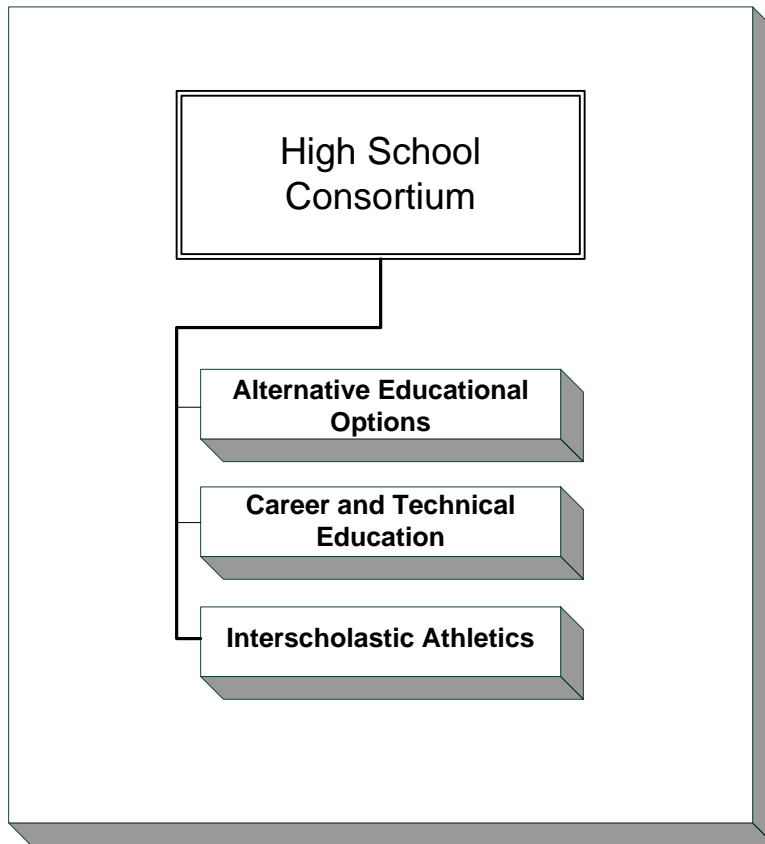 High School
Consortium
Alternative Educational
Options
Career and Technical
Education
Interscholastic Athletics